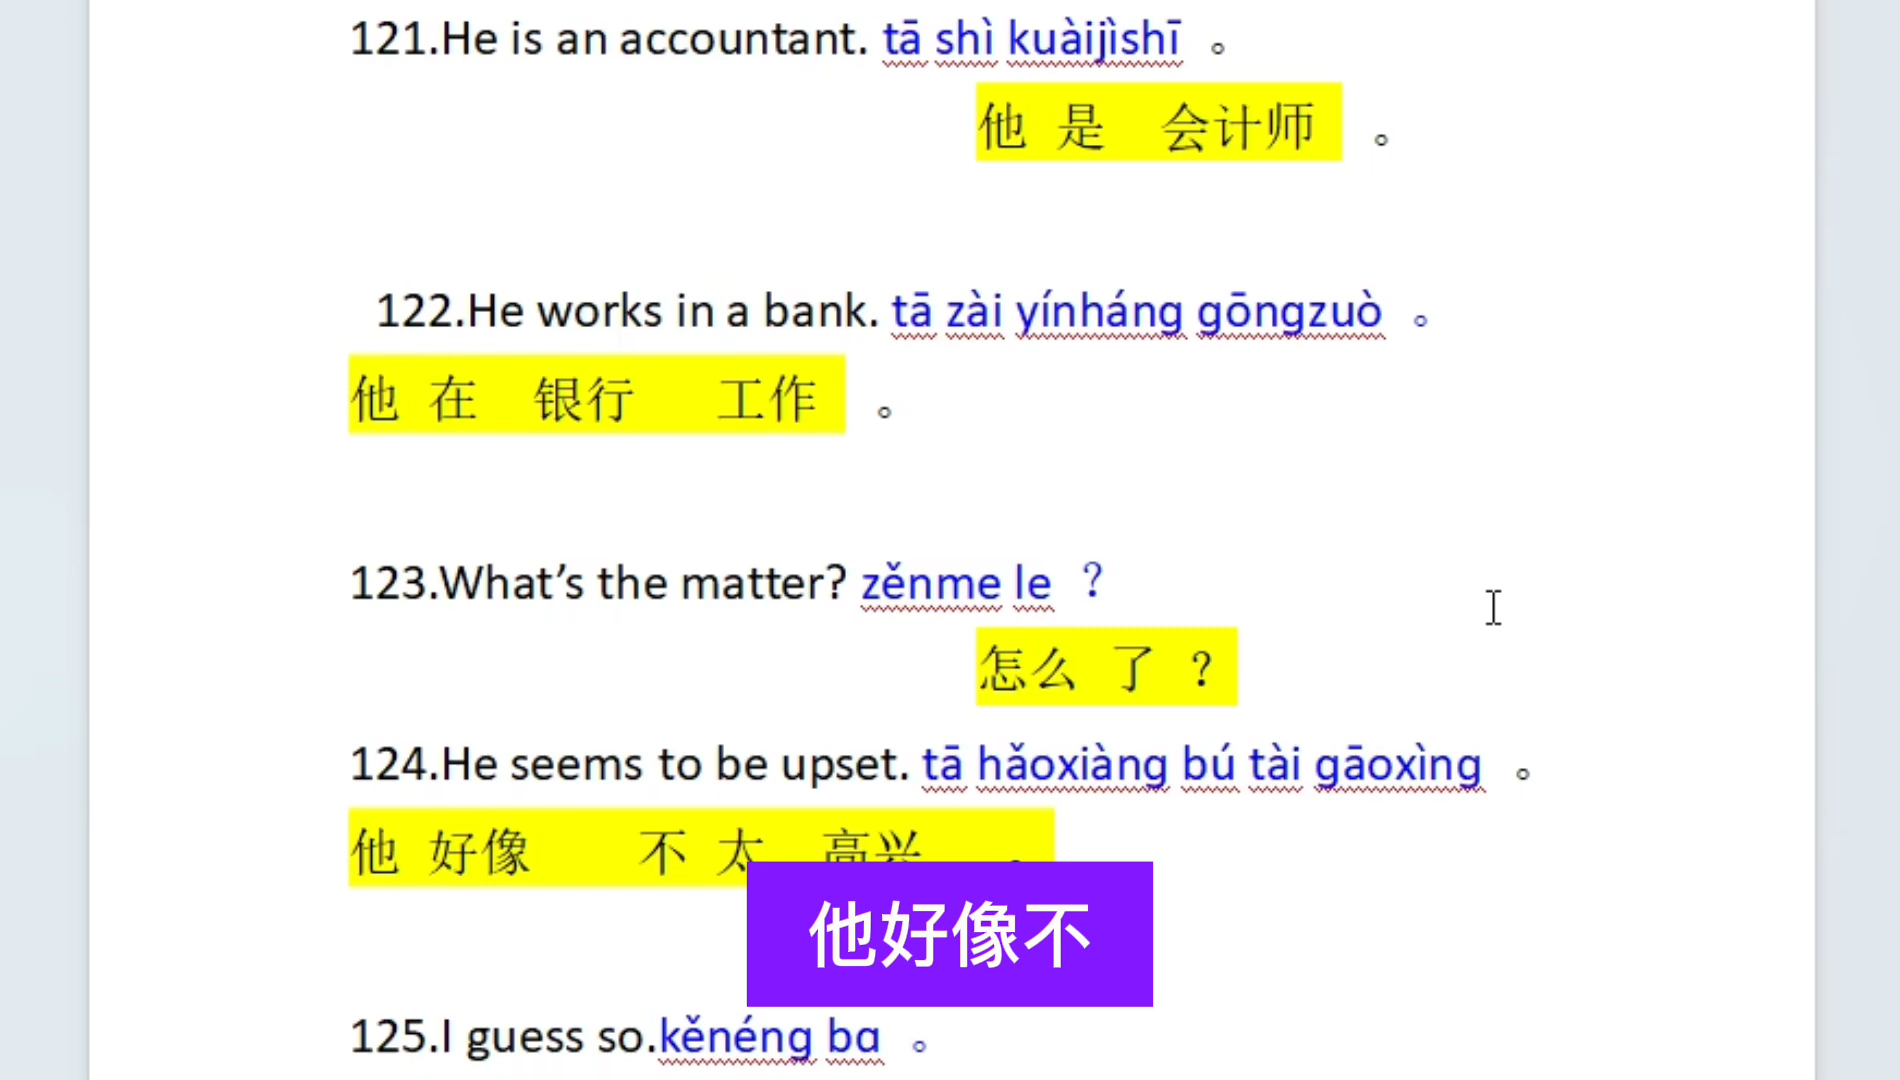 121.He is an accountant. tā shì kuàijìshī 。
他 是 会计师 。
122.He works in a bank. tā zài yínháng gōngzuò 。
他 在 银行 工作 。
123.What’s the matter? zěnme le ？
怎么 了 ？
124.He seems to be upset. tā hǎoxiàng bú tài gāoxìng 。
他 好像 不 太 高兴 。
他好像不
125.I guess so.kěnéng ba 。